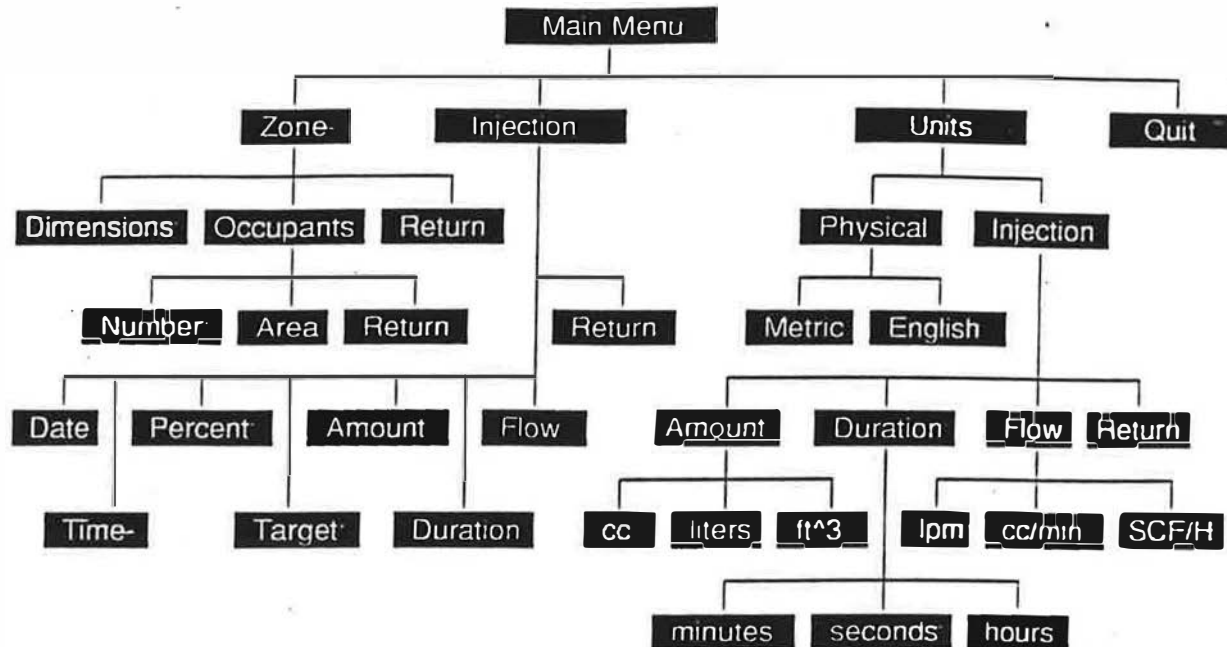 Main Menu
Zone
Injection
Units
Quit
Dimensions
Occupants
Return
Physical
Injection
Number
Area
Return
Return
Metric
English
Date
Percent
Amount
Flow
Amount
Duration
Flow
Return
Time
Target
Duration
cc
liters
ft^3
lpm
cc/min
SCF/H
minutes
seconds
hours